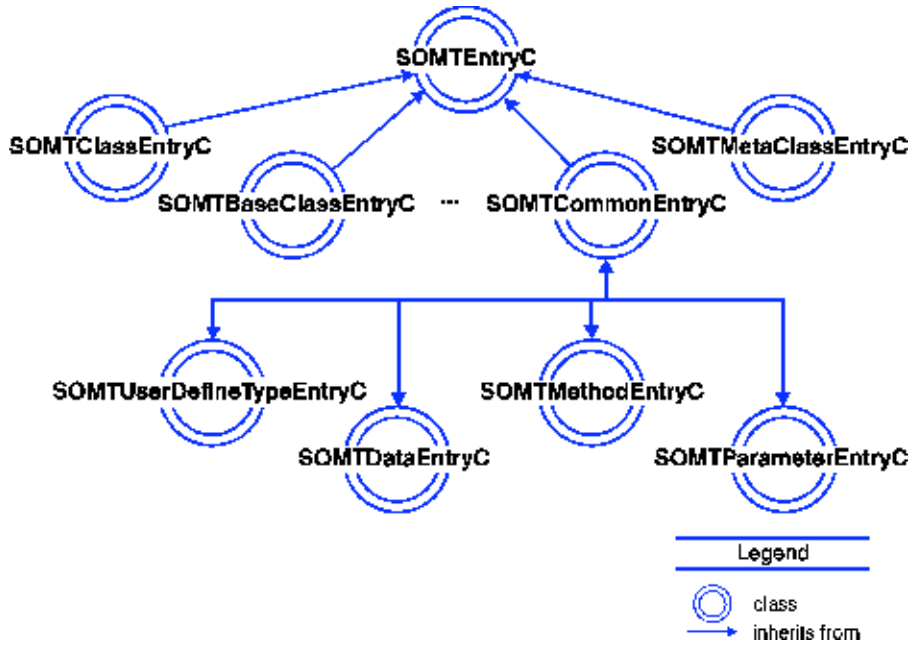 SOMTEntryC
SOMTClassEntryC
SOMTMetaClassEntryC
SOMTBaseClassEntryC
...
SOMTCommonEntryC
SOMTUserDefineTypeEntryC
SOMTMethodEntryC
SOMTDataEntryC
SOMTParameterEntryC
Legend
class
inherits from